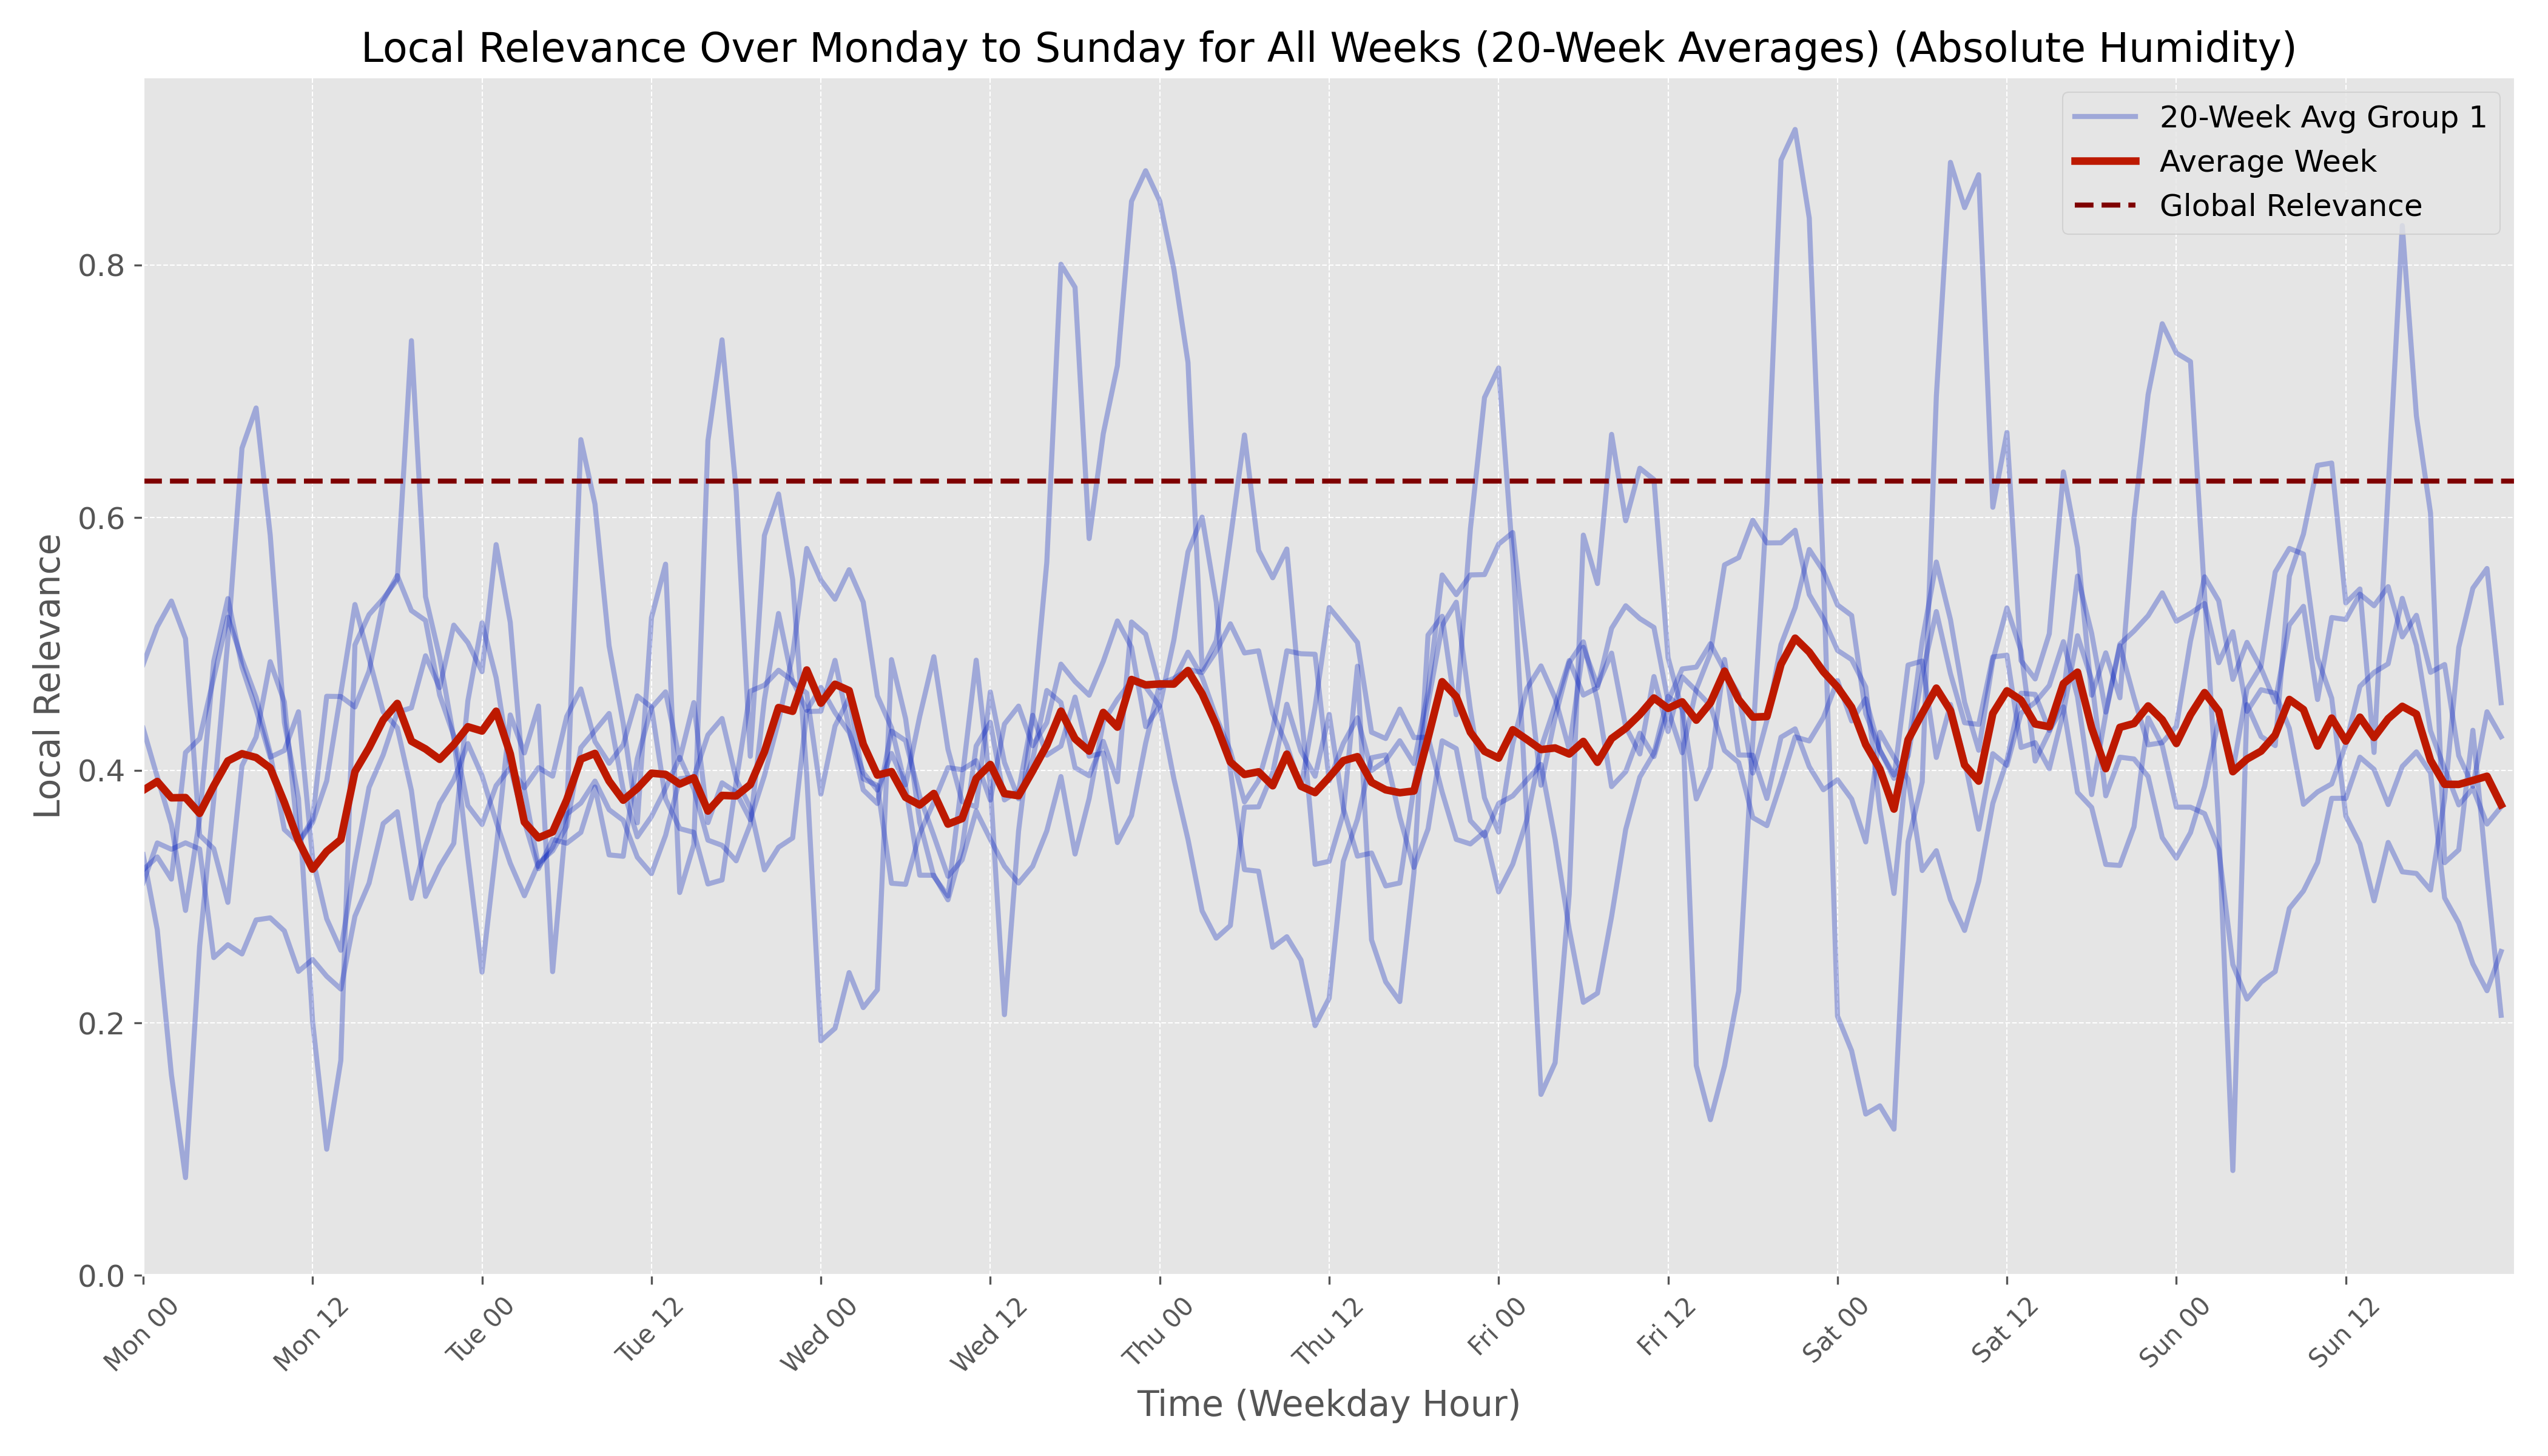 Local Relevance Over Monday to Sunday for All Weeks (20-Week Averages) (Absolute Humidity)
20-Week Avg Group 1
Average Week
Global Relevance
Local Relevance
0.8
0.6
0.4
0.2
0.0
Mon 00
Mon 12
Tue 00
Tue 12
Wed 00
Wed 12
Thu 00
Thu 12
Fri 00
Fri 12
Sat 00
Sat 12
Sun 00
Sun 12
Time (Weekday Hour)